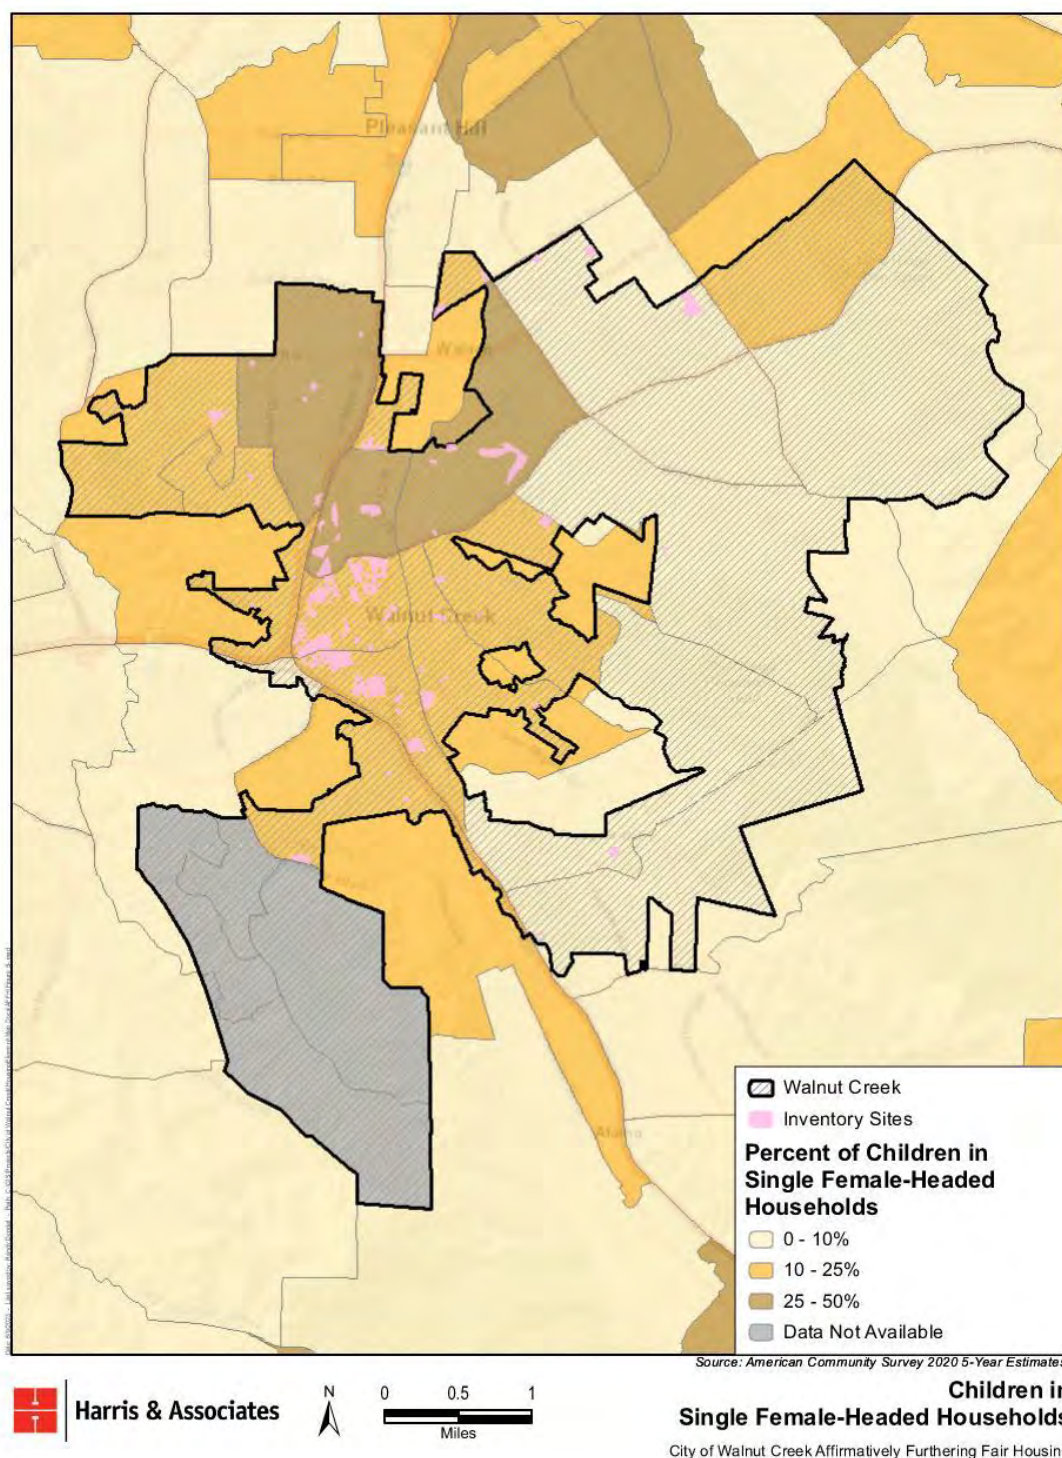 Pleasant Hill
Walnut Creek
Alamo
Walnut Creek
Inventory Sites
Percent of Children in
Single Female-Headed
Households
0 - 10%
10 - 25%
25 - 50%
Data Not Available
Source: American Community Survey 2020 5-Year Estimates
Harris & Associates
N
0 0.5 1
Miles
Children in
Single Female-Headed Households
City of Walnut Creek Affirmatively Furthering Fair Housin